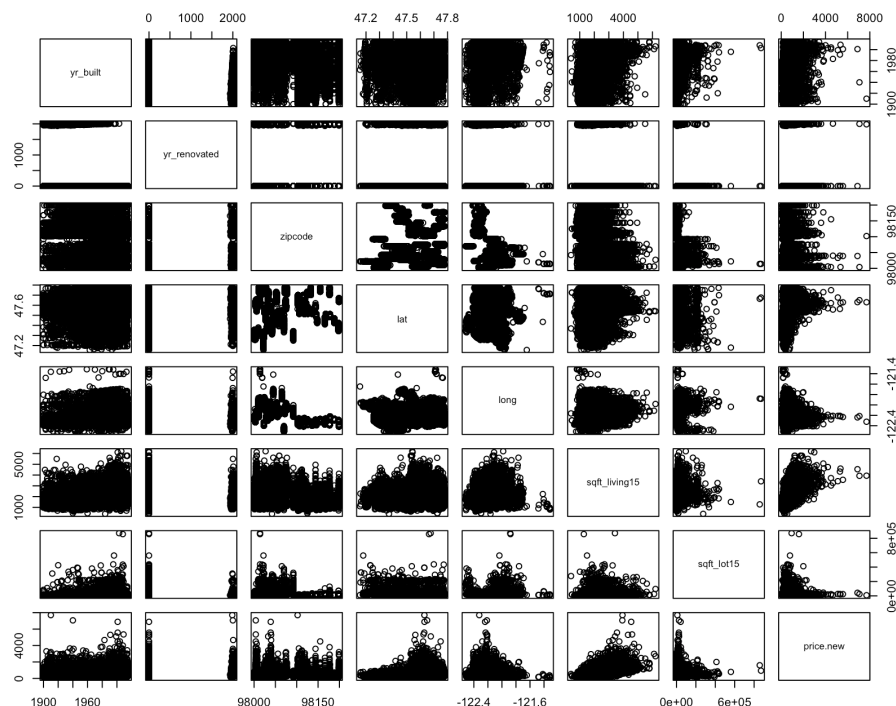 0 2000 47.2 47.5 47.8 1000 4000 0 4000 8000
yr_built 1900 1980
0 1000 yr_renovated
zipcode 98000 98150
47.2 47.6 lat
long -122.4 -121.4
1000 5000 sqft_living15
sqft_lot15 0e+00 8e+05
0 4000 price.new
1900 1960 98000 98150 -122.4 -121.6 0e+00 6e+05